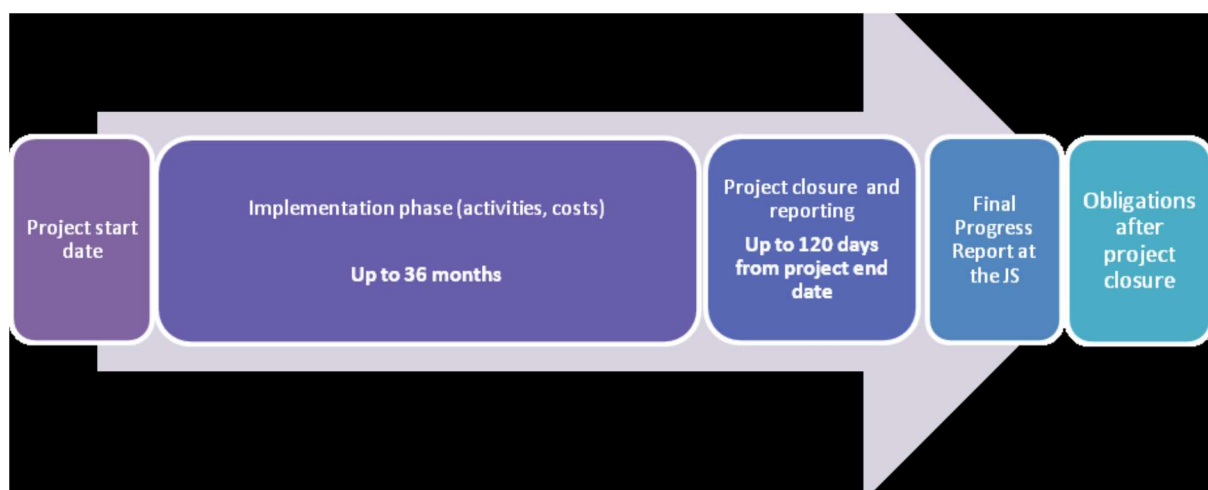 Project start
date
Implementation phase (activities, costs)
Up to 36 months
Project closure and
reporting
Up to 120 days
from project end
date
Final
Progress
Report at
the JS
Obligations
after
project
closure